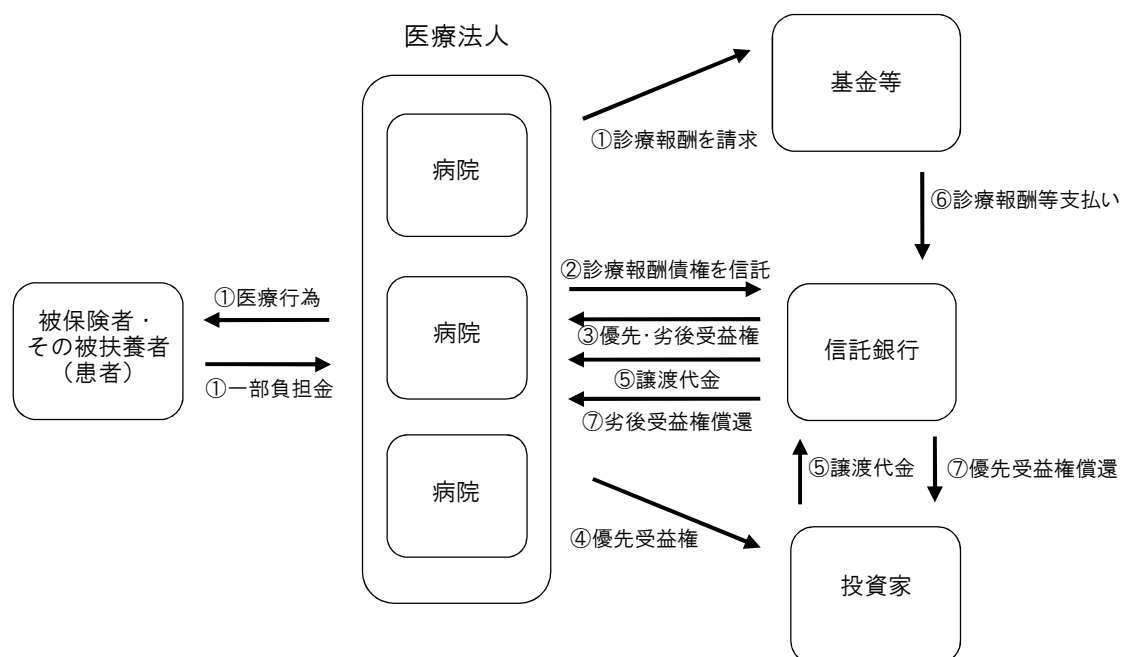 医療法人
基金等
病院
①診療報酬を請求
⑥診療報酬等支払い
②診療報酬債権を信託
①医療行為
被保険者・
その被扶養者
（患者）
病院
③優先・劣後受益権
信託銀行
①一部負担金
⑤譲渡代金
⑦劣後受益権償還
病院
⑤譲渡代金
⑦優先受益権償還
④優先受益権
投資家